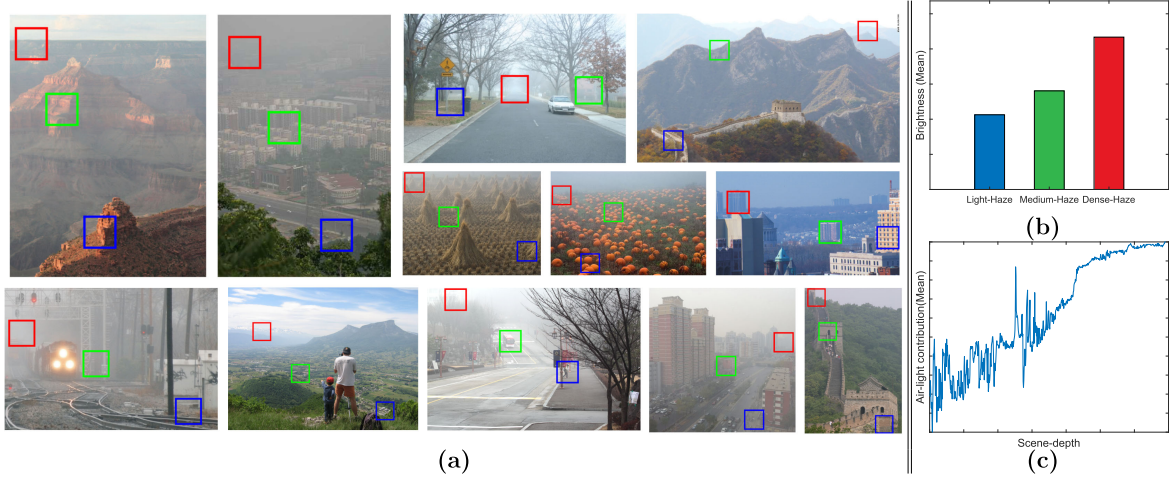 (a)
Brightness (Mean)
Light-Haze Medium-Haze Dense-Haze
(b)
Air-light contribution(Mean)
Scene-depth
(c)